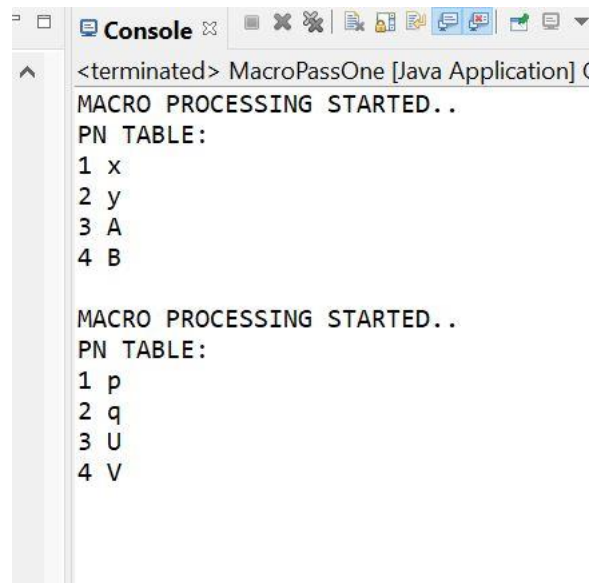 Console
<terminated> MacroPassOne [Java Application]
MACRO PROCESSING STARTED..
PN TABLE:
1 x
2 y
3 A
4 B
MACRO PROCESSING STARTED..
PN TABLE:
1 p
2 q
3 U
4 V